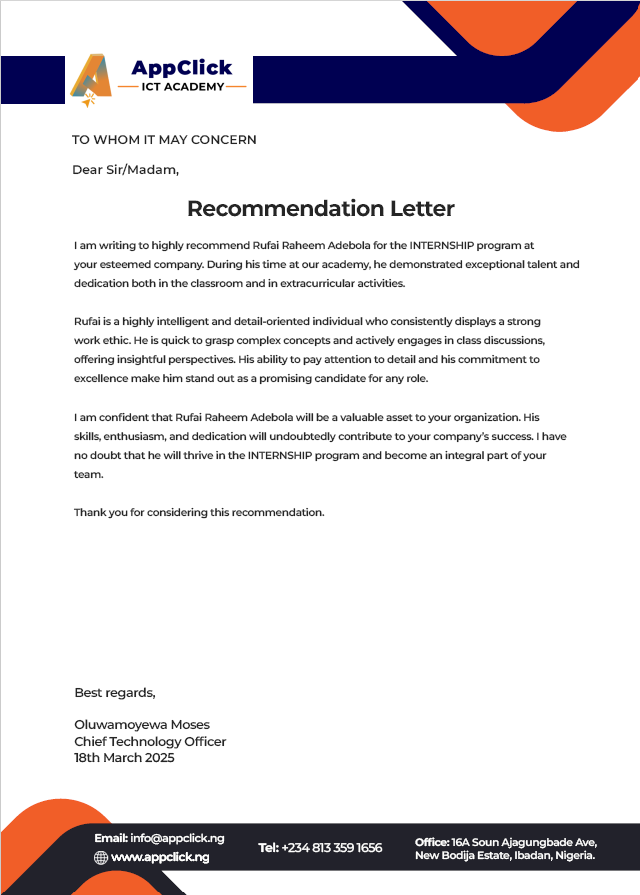 AppClick
ICT ACADEMY
TO WHOM IT MAY CONCERN
Dear Sir/Madam,
Recommendation Letter
I am writing to highly recommend Rufai Raheem Adebola for the INTERNSHIP program at
your esteemed company. During his time at our academy, he demonstrated exceptional talent and
dedication both in the classroom and in extracurricular activities.
Rufai is a highly intelligent and detail-oriented individual who consistently displays a strong
work ethic. He is quick to grasp complex concepts and actively engages in class discussions,
offering insightful perspectives. His ability to pay attention to detail and his commitment to
excellence make him stand out as a promising candidate for any role.
I am confident that Rufai Raheem Adebola will be a valuable asset to your organization. His
skills, enthusiasm, and dedication will undoubtedly contribute to your company’s success. I have
no doubt that he will thrive in the INTERNSHIP program and become an integral part of your
team.
Thank you for considering this recommendation.
Best regards,
Oluwamoyewa Moses
Chief Technology Officer
18th March 2025
Email: info@appclick.ng
www.appclick.ng
Tel: +234 813 359 1656
Office: 16A Soun Ajagungbade Ave,
New Bodija Estate, Ibadan, Nigeria.